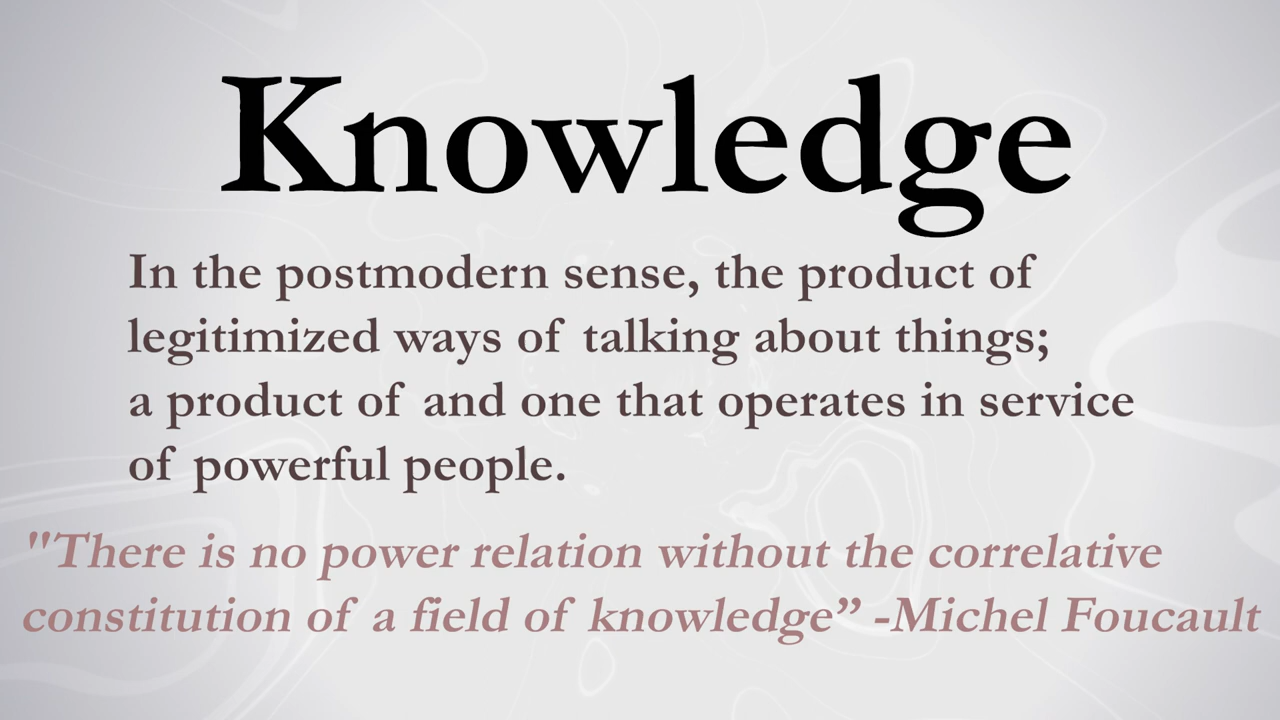 Knowledge
In the postmodern sense, the product of
legitimized ways of talking about things;
a product of and one that operates in service
of powerful people.
"There is no power relation without the correlative
constitution of a field of knowledge” -Michel Foucault